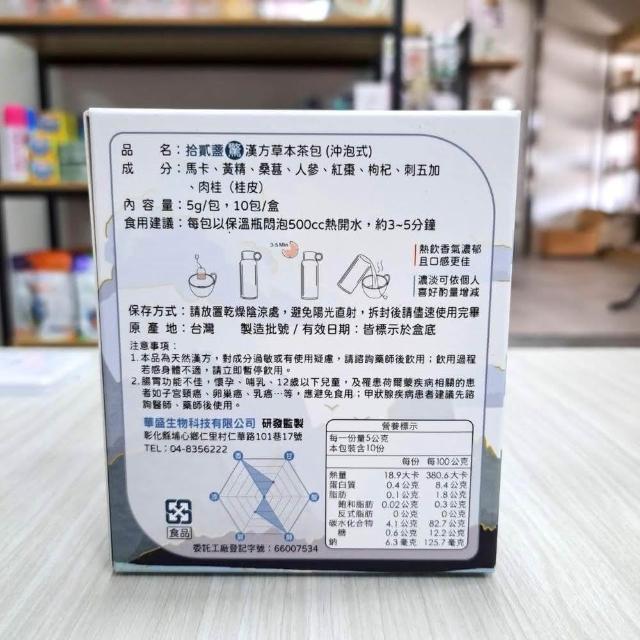 品 名：拾貳盞 漢方草本茶包(沖泡式)
成 分：馬卡、黃精、桑葚、人參、紅棗、枸杞、刺五加
、肉桂（桂皮）
內 容 量：5g/包，10包/盒
食用建議：每包以保溫瓶悶泡500cc熱開水，約3~5分鐘
3-5 Min
熱飲香氣濃郁
且口感更佳
濃淡可依個人
喜好酌量增減
保存方式：請放置乾燥陰涼處，避免陽光直射，拆封後請儘速使用完畢
原 產 地：台灣 製造批號/有效日期：皆標示於盒底
注意事項：
1.本品為天然漢方，對成分過敏或有使用疑慮，請諮詢藥師後飲用；飲用過程
若感身體不適，請立即暫停飲用。
2.腸胃功能不佳，懷孕、哺乳、12歲以下兒童，及罹患荷爾蒙疾病相關的患
者如子宮頸癌、卵巢癌、乳癌⋯等，應避免食用；甲狀腺疾病患者建議先諮
詢醫師、藥師後使用。
華盛生物科技有限公司 研發監製
彰化縣埔心鄉仁里村仁華路101巷17號
TEL：04-8356222
食品
委託工廠登記字號：66007534
營養標示
每一份量5公克
本包裝含10份
每份 每100公克
熱量 18.9大卡 380.6大卡
蛋白質 0.4公克 8.4公克
脂肪 0.1公克 1.8公克
飽和脂肪 0.02公克 0.3公克
反式脂肪 0公克 0公克
碳水化合物 4.1公克 82.7公克
糖 0.6公克 12.2公克
鈉 6.3毫克 125.7毫克